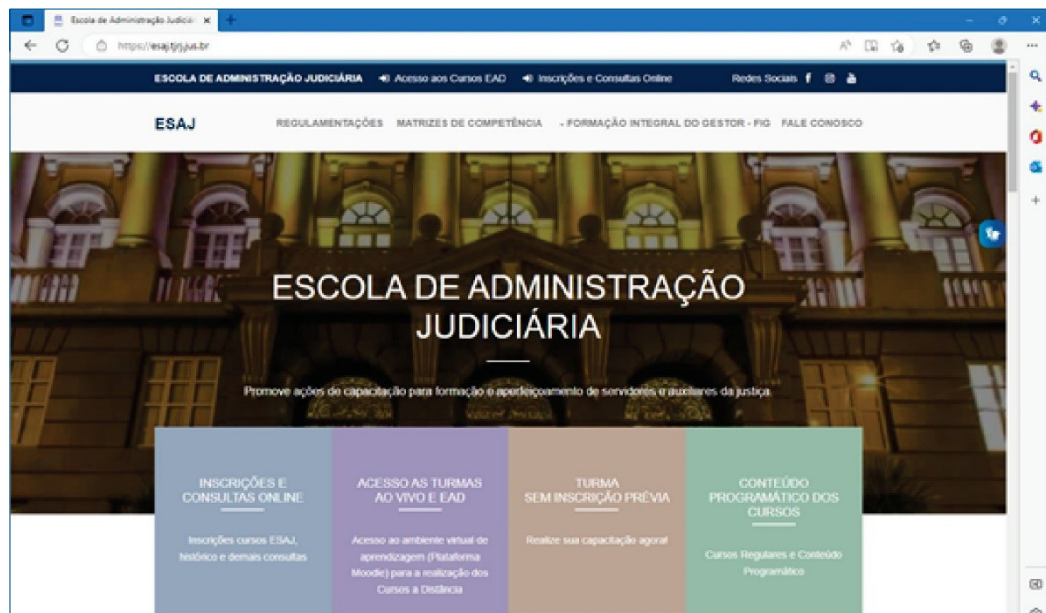 Escola de Administração Judiciár
https://esaj.tjrj.jus.br
ESCOLA DE ADMINISTRAÇÃO JUDICIÁRIA Acesso aos Cursos EAD Inscrições e Consultas Online Redes Sociais
ESAJ REGULAMENTAÇÕES MATRIZES DE COMPETÊNCIA - FORMAÇÃO INTEGRAL DO GESTOR - FIG FALE CONOSCO
ESCOLA DE ADMINISTRAÇÃO
JUDICIÁRIA
Promove ações de capacitação para formação e aperfeiçoamento de servidores e auxiliares da justiça
INSCRIÇÕES E
CONSULTAS ONLINE
Inscrições cursos ESAJ,
histórico e demais consultas
ACESSO AS TURMAS
AO VIVO E EAD
Acesso ao ambiente virtual de
aprendizagem (Plataforma
Moodle) para a realização dos
Cursos a Distância
TURMA
SEM INSCRIÇÃO PRÉVIA
Realize sua capacitação agora!
CONTEÚDO
PROGRAMÁTICO DOS
CURSOS
Cursos Regulares e Conteúdo
Programático